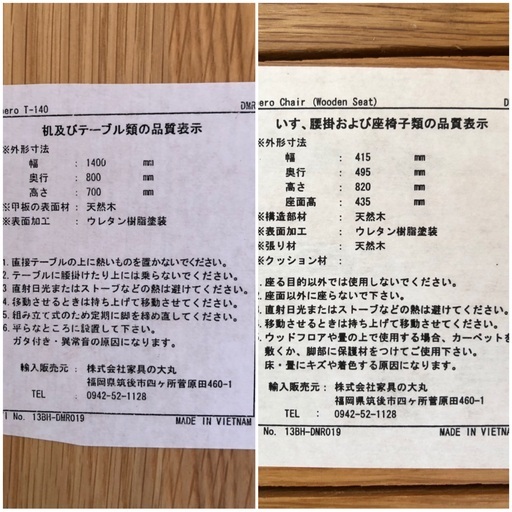 ero T-140 DMR
机及びテーブル類の品質表示
※外形寸法
幅 : 1400 mm
奥行 : 800 mm
高さ : 700 mm
※甲板の表面材 : 天然木
※表面加工 : ウレタン樹脂塗装
1. 直接テーブルの上に熱いものを置かないでください。
2. テーブルに腰掛けたり上には乗らないでください。
3 直射日光またはストーブなどの熱は避けてください。
4. 移動させるときは持ち上げて移動させてください。
5. 組み立て式のため定期に脚を締め直してください。
6. 平らなところに設置して下さい。
ガタ付き・異常音の原因になります。
輸入販売元 : 株式会社家具の大丸
福岡県筑後市四ヶ所菅原田460-1
TEL : 0942-52-1128
I No. 13BH-DMR019 MADE IN VIETNAM
ero Chair (Wooden Seat) D
いす、腰掛および座椅子類の品質表示
※外形寸法
幅 : 415 mm
奥行 : 495 mm
高さ : 820 mm
座面高 : 435 mm
※構造部材 : 天然木
※表面加工 : ウレタン樹脂塗装
※張り材 : 天然木
※クッション材 :
1. 座る目的以外では使用しないでください。
2. 座面以外に座らないで下さい。
3. 直射日光またはストーブなどの熱は避けてくださ
4. 移動させるときは持ち上げて移動させてください
5. ウッドフロアや畳の上で使用する場合、カーペットを
敷くか、脚部に保護材をつけてご使用下さい。
床・畳にキズや着色する原因になります。
輸入販売元 : 株式会社家具の大丸
福岡県筑後市四ヶ所菅原田460-1
TEL : 0942-52-1128
No. 13BH-DMR019 MADE IN VIETNAM